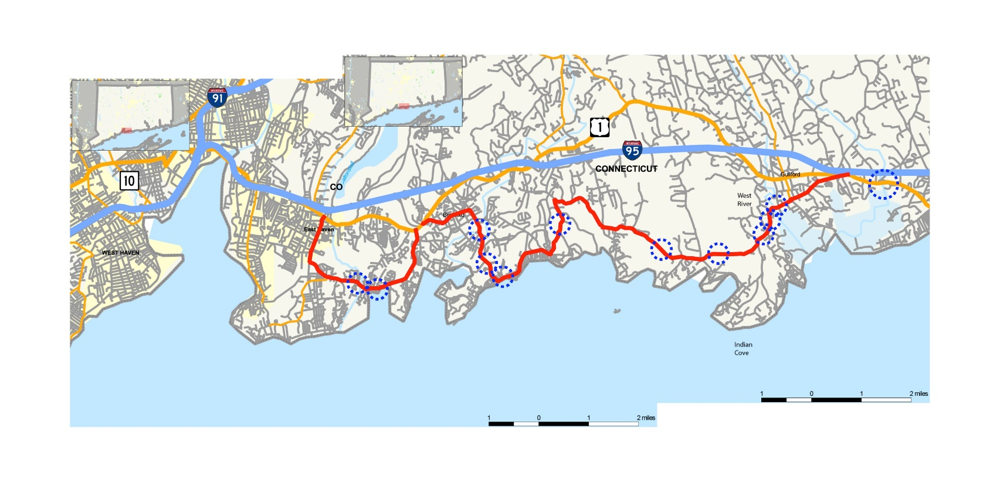 INTERSTATE
91
1
INTERSTATE
95
CONNECTICUT
10
Guilford
CO
West
River
East
WEST HAVEN
Indian
Cove
1 0 1 2 miles
1 0 1 2 miles